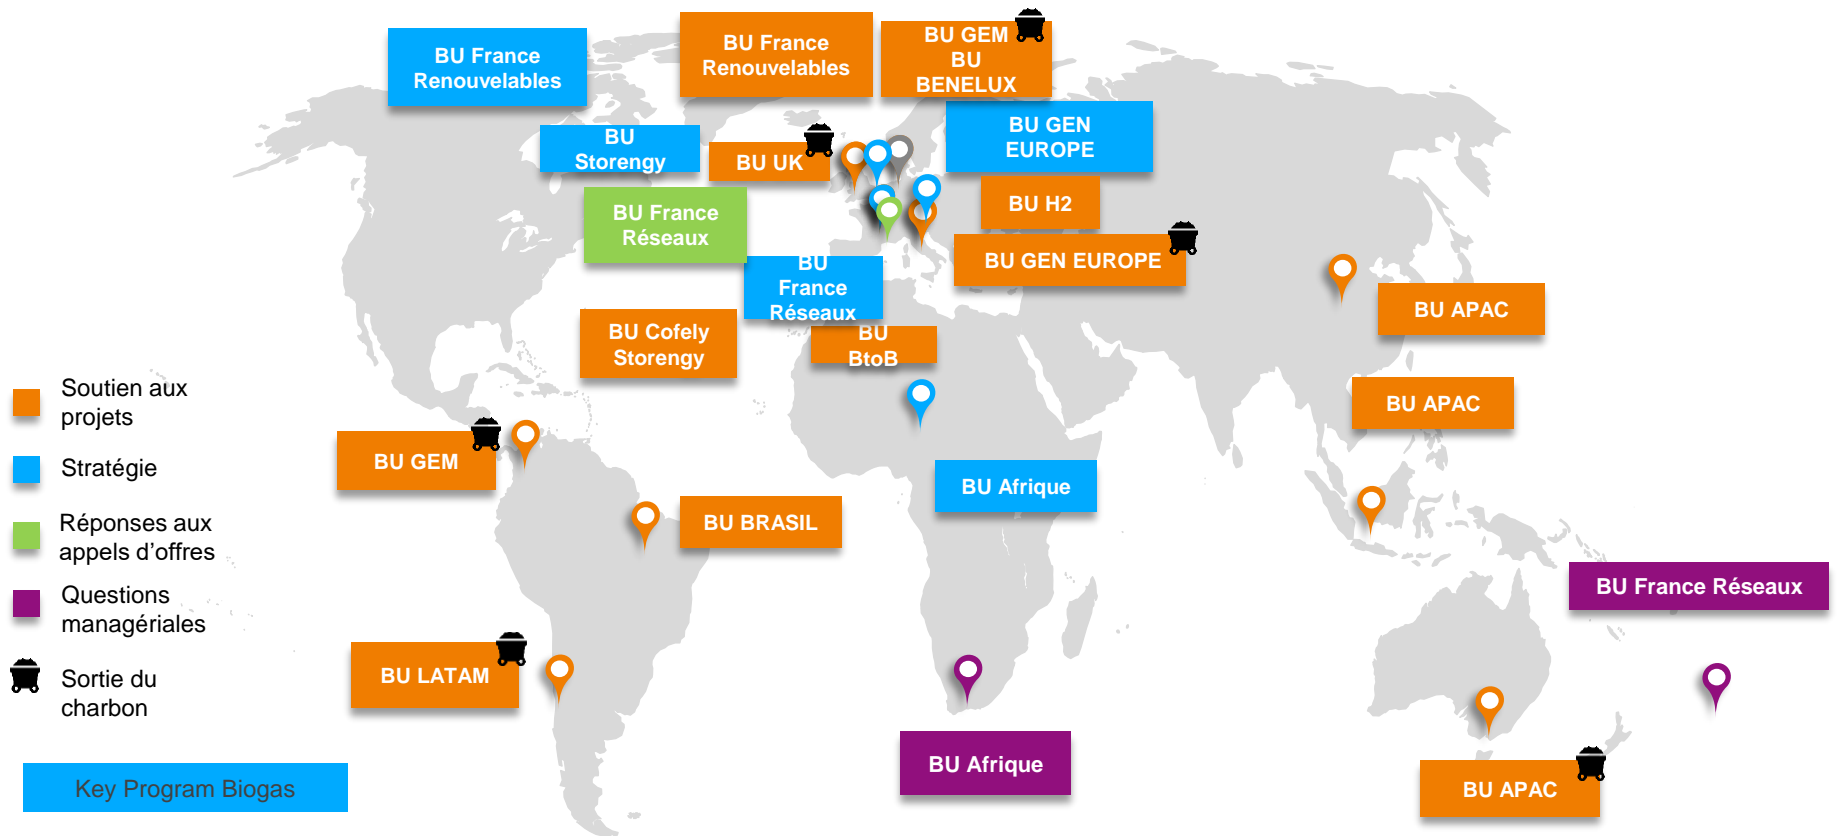 BU France
Renouvelables
BU France
Renouvelables
BU GEM
BU
BENELUX
BU
Storengy
BU UK
BU GEN
EUROPE
BU France
Réseaux
BU H2
BU
France
Réseaux
BU GEN EUROPE
BU Cofely
Storengy
BU
BtoB
BU APAC
BU APAC
Soutien aux
projets
Stratégie
Réponses aux
appels d’offres
Questions
managériales
Sortie du
charbon
BU GEM
BU BRASIL
BU Afrique
BU France Réseaux
BU LATAM
BU Afrique
BU APAC
Key Program Biogas